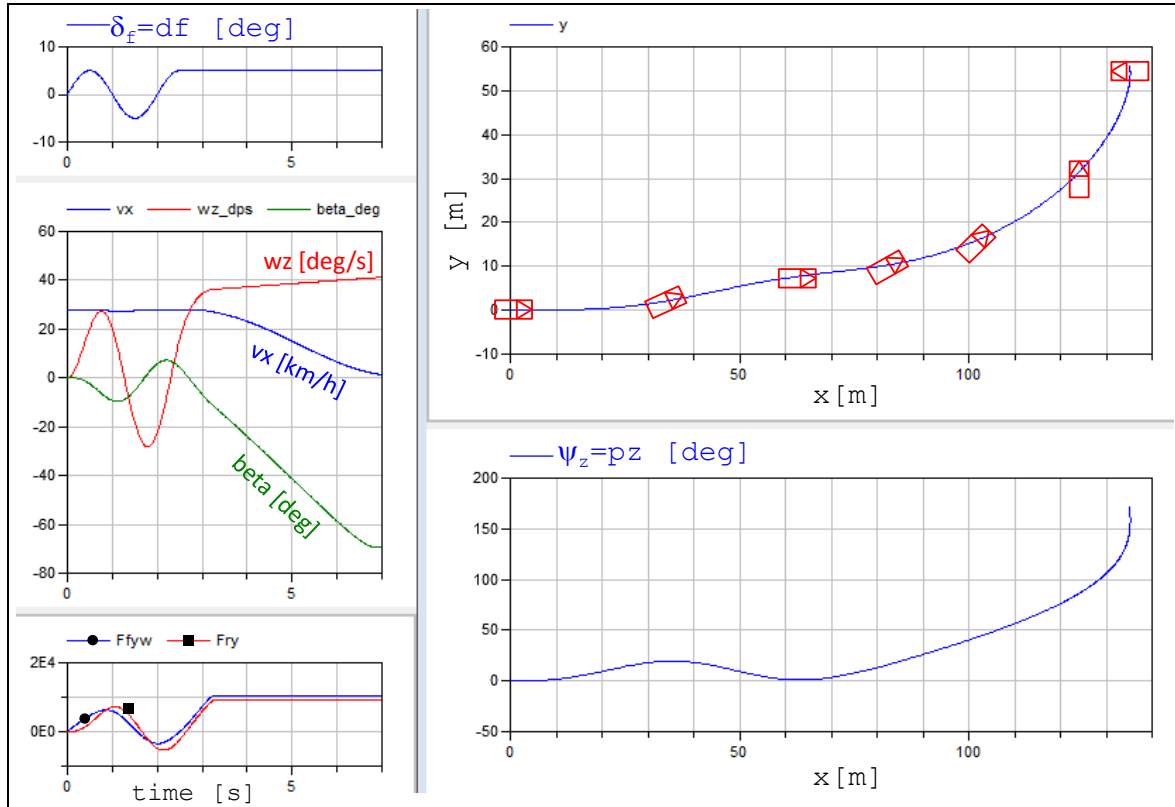 δ_f=df [deg]
10
0
-10
0
5
vx wz_dps beta_deg
60
40
20
0
-20
-40
-60
-80
wz [deg/s]
vx [km/h]
beta [deg]
0
5
Ffyw Fry
2E4
0E0
0
5
time [s]
y
60
50
40
30
20
10
0
-10
y [m]
0
50
100
x [m]
ψ_z=pz [deg]
200
150
100
50
0
-50
0
50
100
x [m]